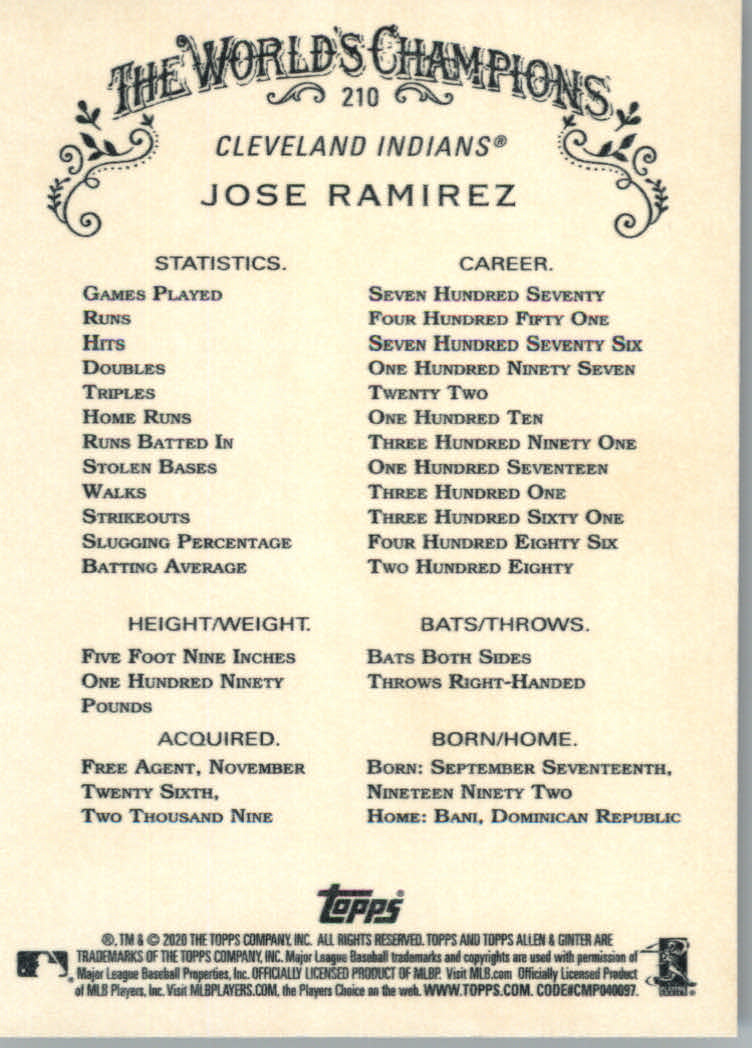 THE WORLD'S CHAMPIONS
210
CLEVELAND INDIANS®
JOSE RAMIREZ
STATISTICS. CAREER.
GAMES PLAYED SEVEN HUNDRED SEVENTY
RUNS FOUR HUNDRED FIFTY ONE
HITS SEVEN HUNDRED SEVENTY SIX
DOUBLES ONE HUNDRED NINETY SEVEN
TRIPLES TWENTY TWO
HOME RUNS ONE HUNDRED TEN
RUNS BATTED IN THREE HUNDRED NINETY ONE
STOLEN BASES ONE HUNDRED SEVENTEEN
WALKS THREE HUNDRED ONE
STRIKEOUTS THREE HUNDRED SIXTY ONE
SLUGGING PERCENTAGE FOUR HUNDRED EIGHTY SIX
BATTING AVERAGE TWO HUNDRED EIGHTY
HEIGHT/WEIGHT.
FIVE FOOT NINE INCHES
ONE HUNDRED NINETY
POUNDS
BATS/THROWS.
BATS BOTH SIDES
THROWS RIGHT-HANDED
ACQUIRED.
FREE AGENT, NOVEMBER
TWENTY SIXTH,
TWO THOUSAND NINE
BORN/HOME.
BORN: SEPTEMBER SEVENTEENTH,
NINETEEN NINETY TWO
HOME: BANI, DOMINICAN REPUBLIC
topps®
®, TM & © 2020 THE TOPPS COMPANY, INC. ALL RIGHTS RESERVED. TOPPS AND TOPPS ALLEN & GINTER ARE
TRADEMARKS OF THE TOPPS COMPANY, INC. Major League Baseball trademarks and copyrights are used with permission of
Major League Baseball Properties, Inc. OFFICIALLY LICENSED PRODUCT OF MLBP. Visit MLB.com Officially Licensed Product
of MLB Players, Inc. Visit MLBPLAYERS.COM, the Players Choice on the web. WWW.TOPPS.COM. CODE#CMP040097.